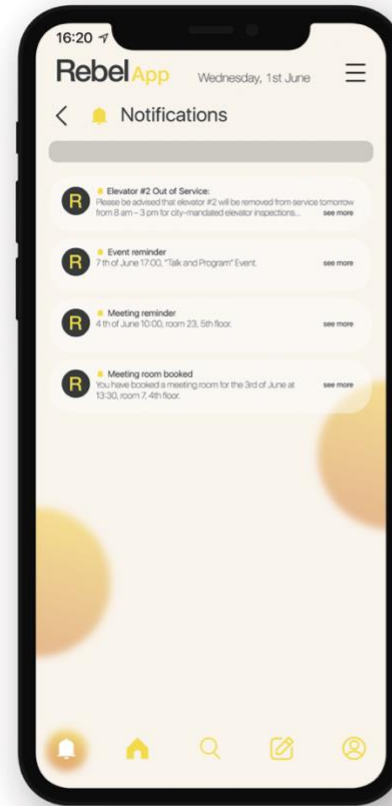 16:20
Rebel App Wednesday, 1st June
Notifications
R
Elevator #2 Out of Service:
Please be advised that elevator #2 will be removed from service tomorrow
from 8 am – 3 pm for city-mandated elevator inspections... see more
R
Event reminder
7 th of June 17:00, "Talk and Program" Event. see more
R
Meeting reminder
4 th of June 10:00, room 23, 5th floor. see more
R
Meeting room booked
You have booked a meeting room for the 3rd of June at
13:30, room 7, 4th floor. see more